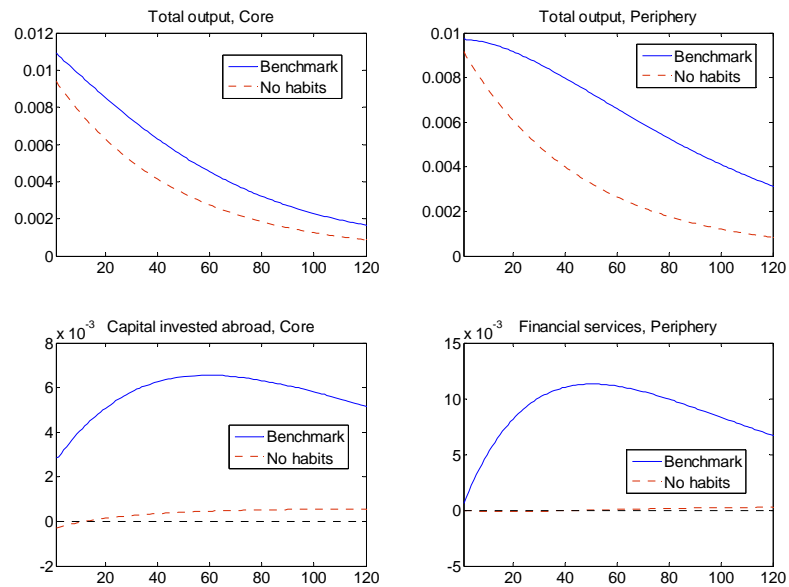 Total output, Core
0.012
0.01
0.008
0.006
0.004
0.002
0
20 40 60 80 100 120
Benchmark
No habits
Total output, Periphery
0.01
0.008
0.006
0.004
0.002
0
20 40 60 80 100 120
Benchmark
No habits
x 10-3
Capital invested abroad, Core
8
6
4
2
0
-2
20 40 60 80 100 120
Benchmark
No habits
x 10-3
Financial services, Periphery
15
10
5
0
-5
20 40 60 80 100 120
Benchmark
No habits